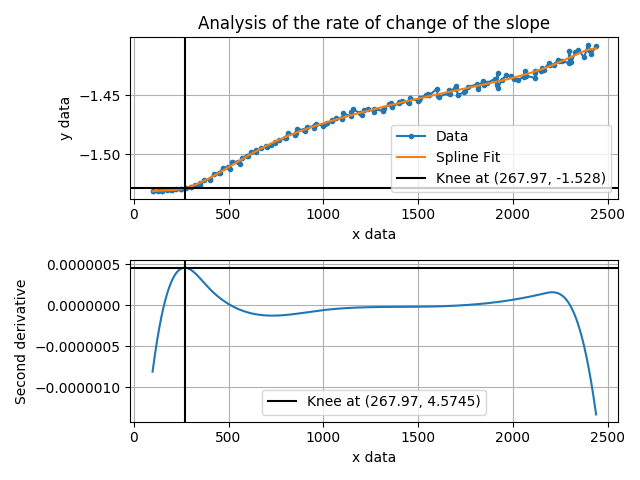 Analysis of the rate of change of the slope
y data
−1.45
−1.50
Data
Spline Fit
Knee at (267.97, -1.528)
0 500 1000 1500 2000 2500
x data
Second derivative
0.0000005
0.0000000
−0.0000005
−0.0000010
Knee at (267.97, 4.5745)
0 500 1000 1500 2000 2500
x data